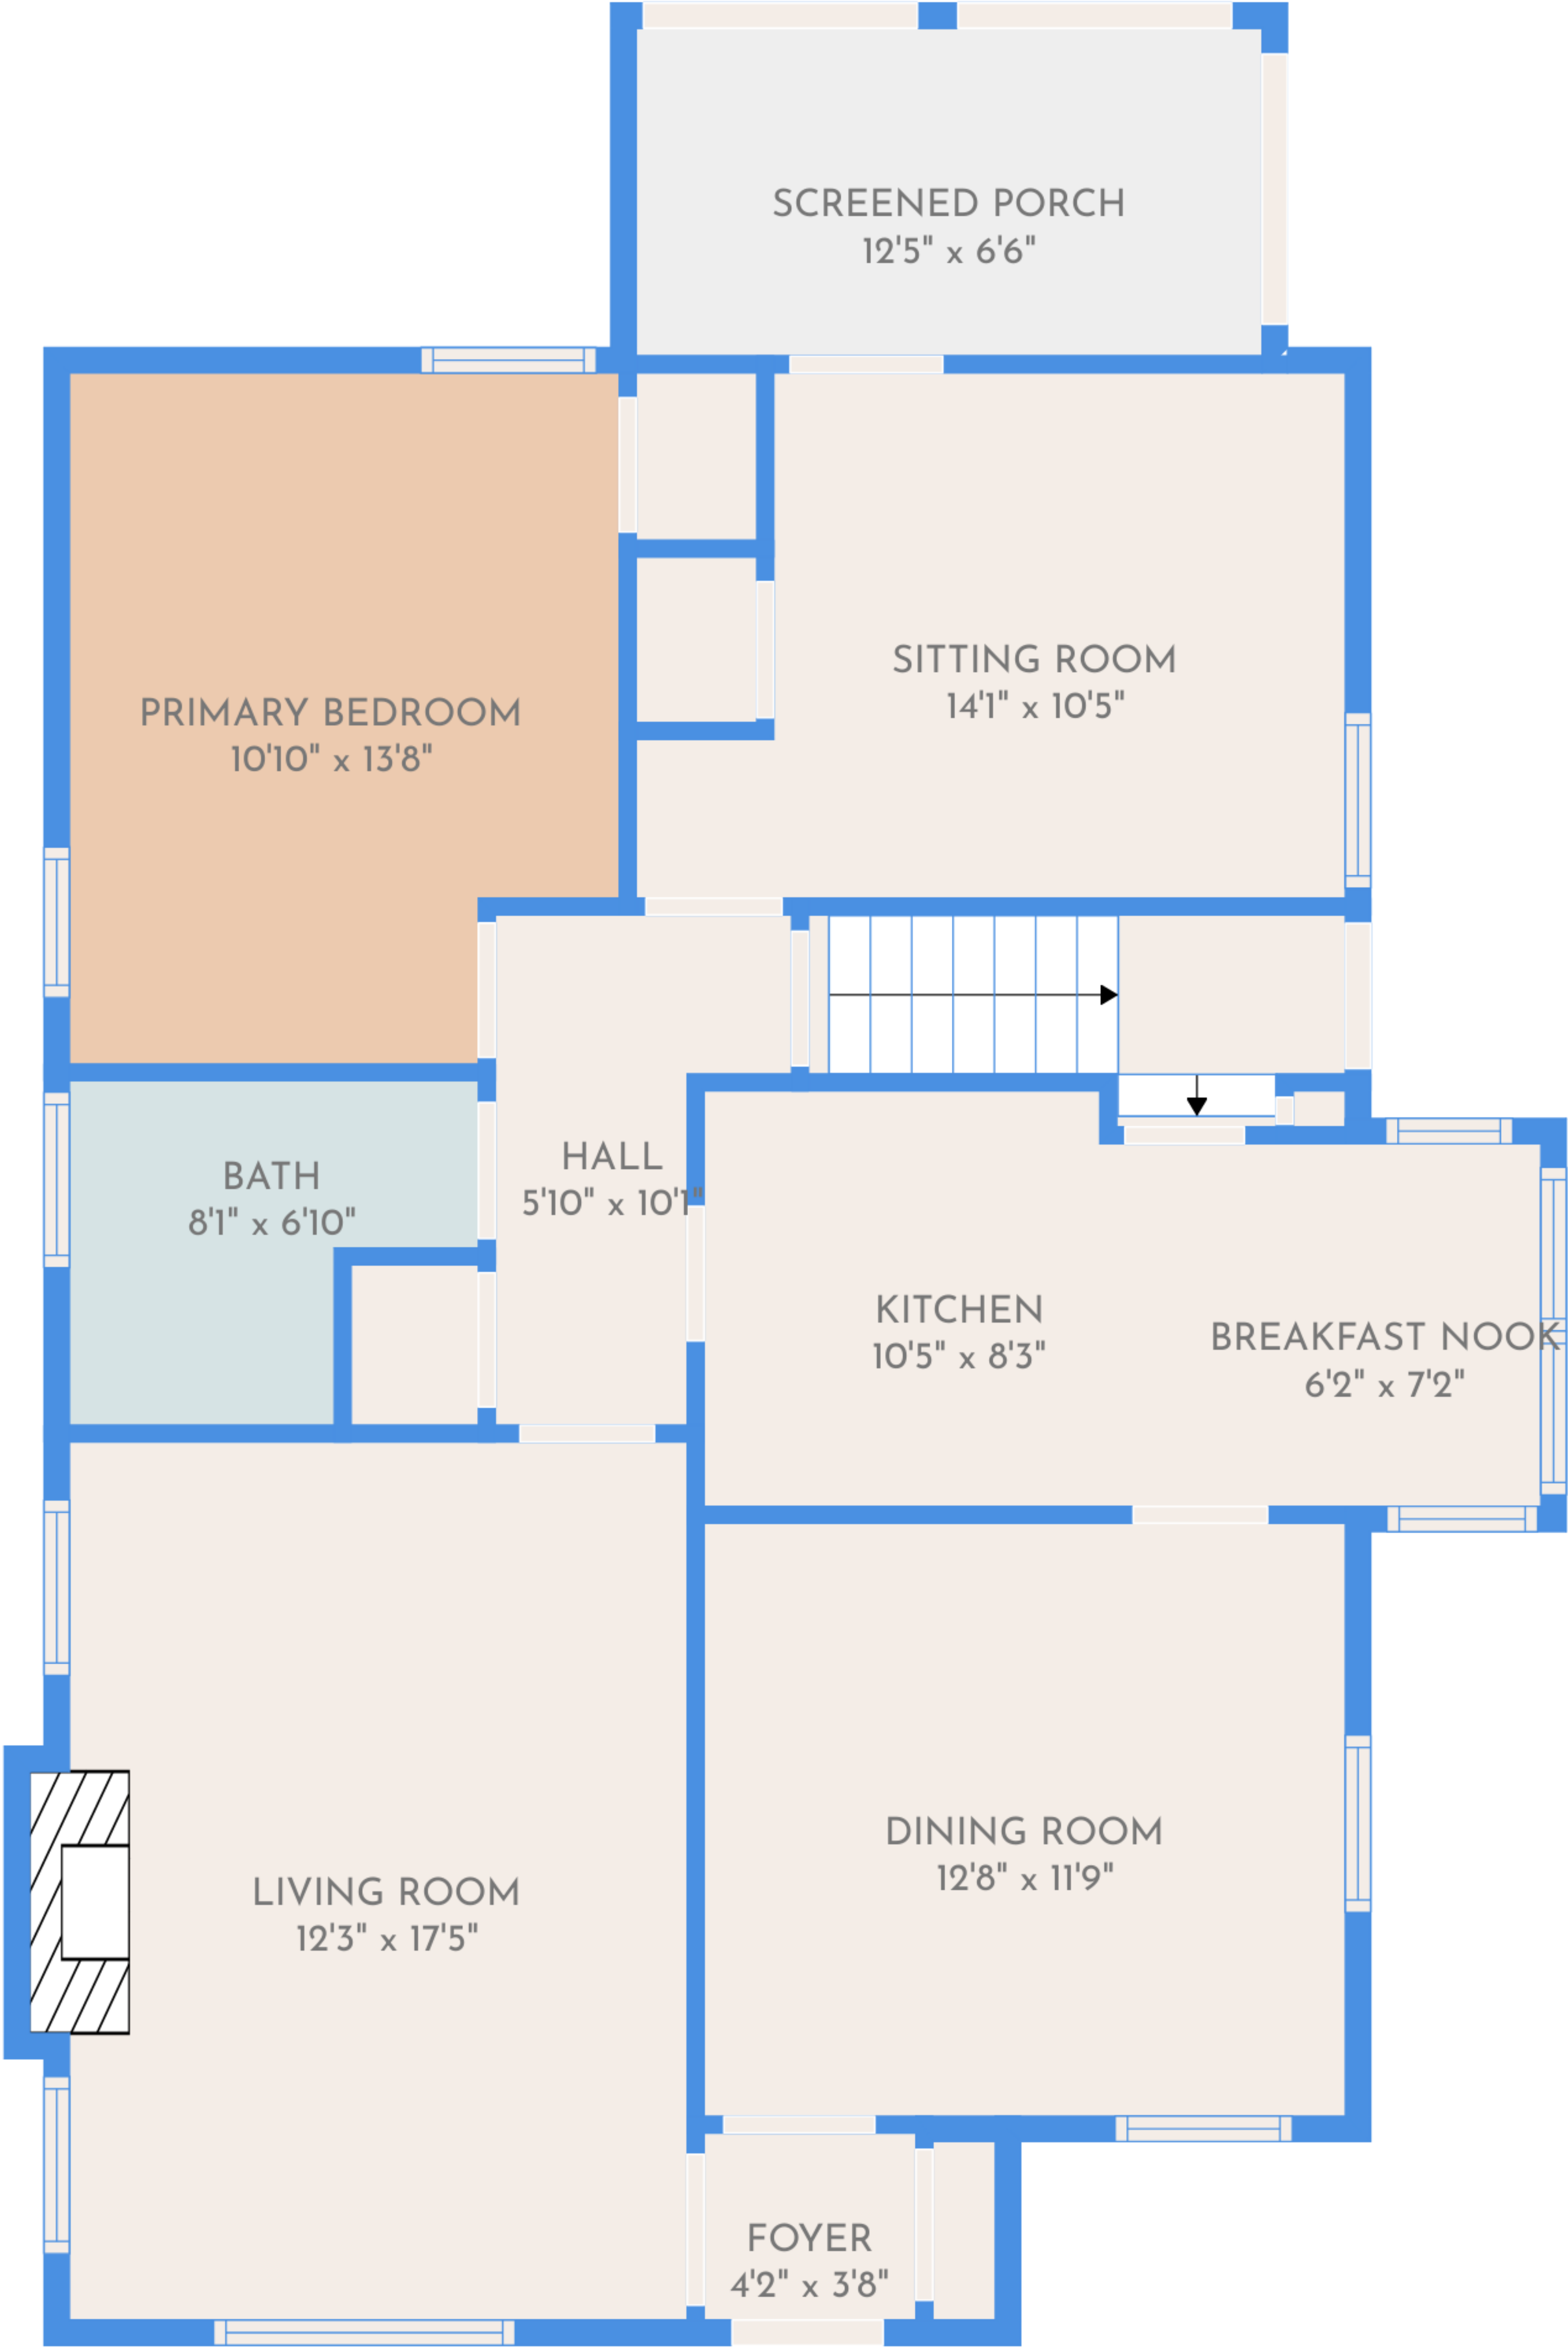 SCREENED PORCH
12'5" x 6'6"
SITTING ROOM
14'1" x 10'5"
PRIMARY BEDROOM
10'10" x 13'8"
HALL
5'10" x 10'1"
BATH
8'1" x 6'10"
KITCHEN
10'5" x 8'3"
BREAKFAST NOOK
6'2" x 7'2"
DINING ROOM
12'8" x 11'9"
LIVING ROOM
12'3" x 17'5"
FOYER
4'2" x 3'8"